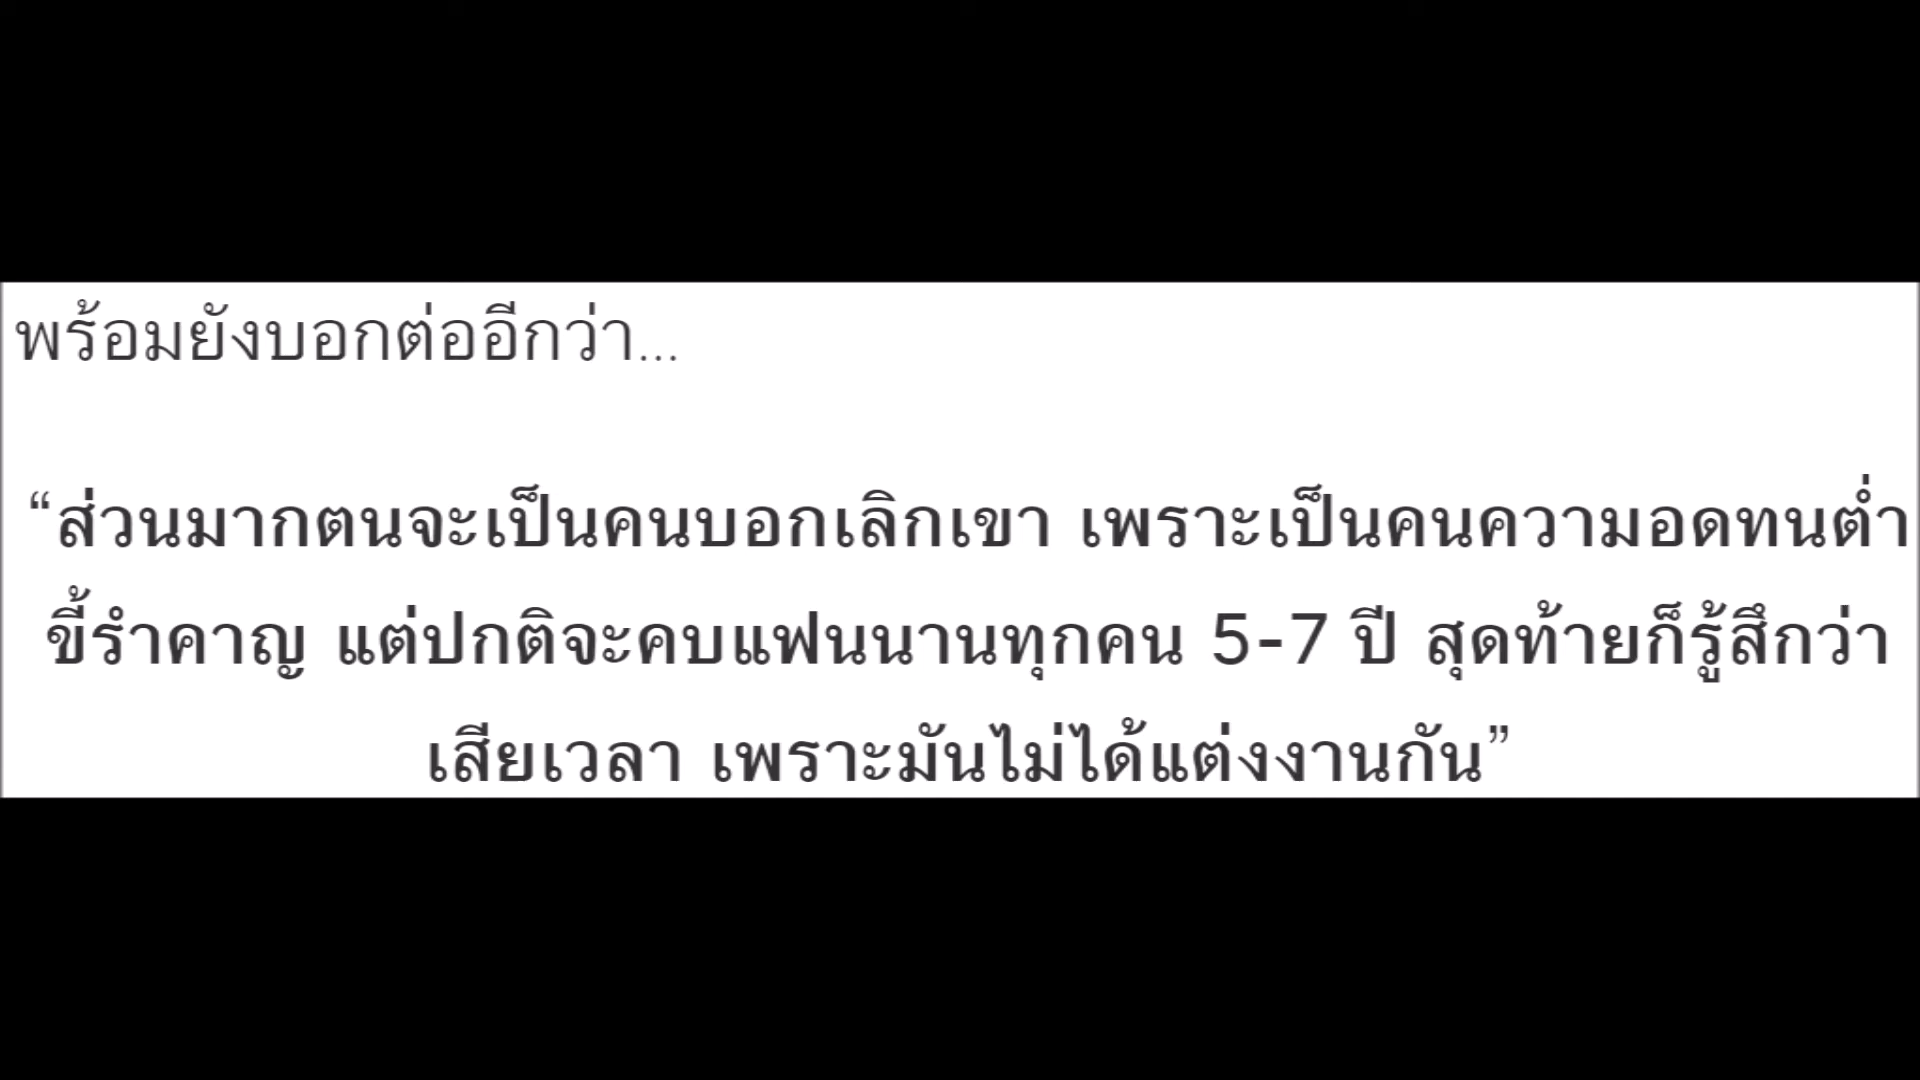 พร้อมยังบอกต่ออีกว่า...
“ส่วนมากตนจะเป็นคนบอกเลิกเขา เพราะเป็นคนความอดทนต่ำ
ขี้รำคาญ แต่ปกติจะคบแฟนนานทุกคน 5-7 ปี สุดท้ายก็รู้สึกว่า
เสียเวลา เพราะมันไม่ได้แต่งงานกัน”